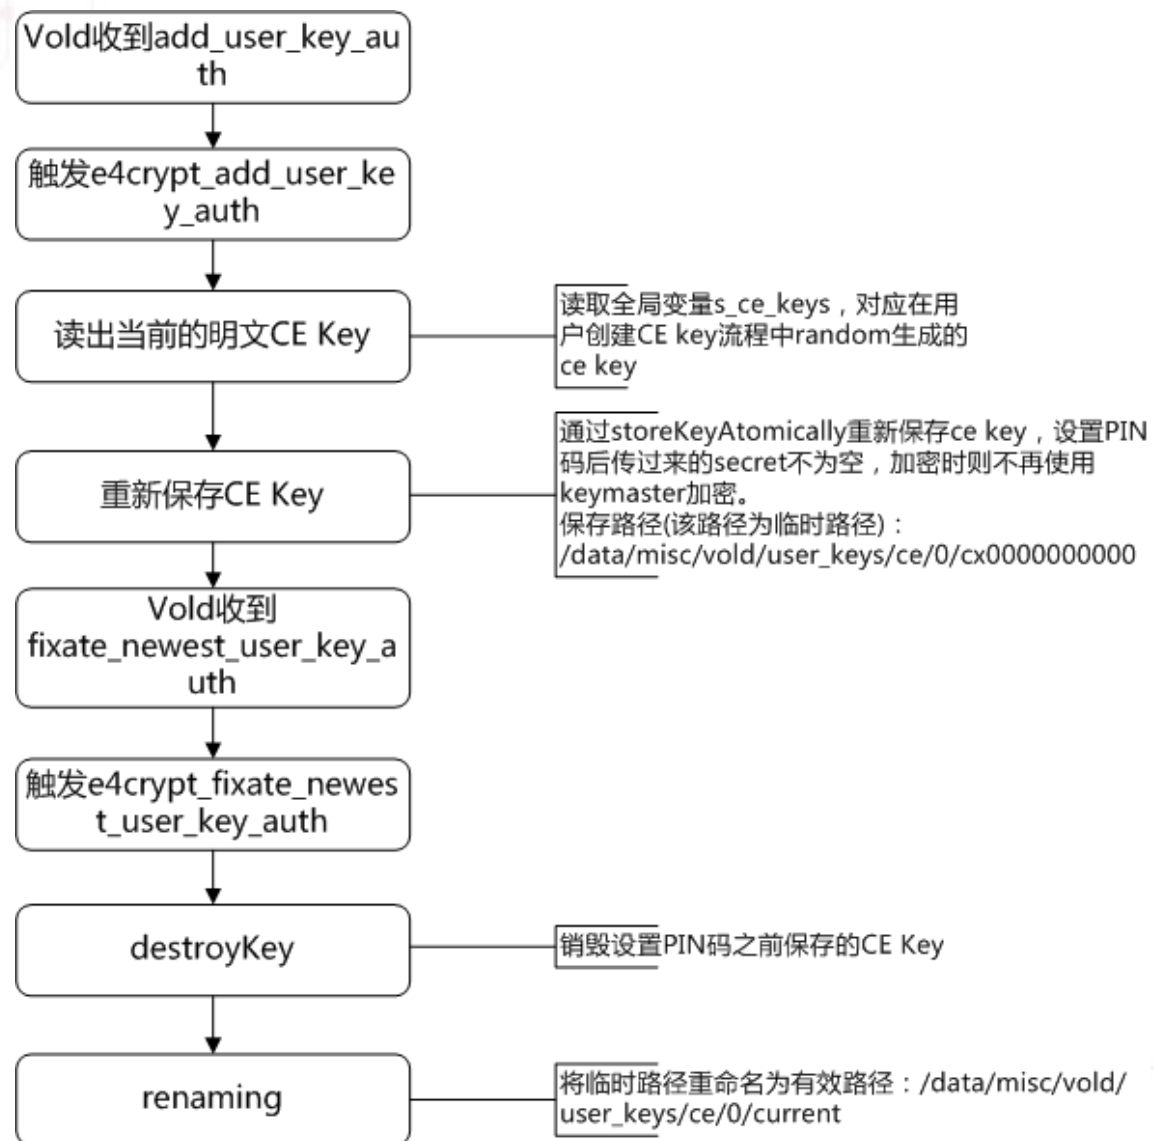 Vold收到add_user_key_au
th
触发e4crypt_add_user_ke
y_auth
读出当前的明文CE Key
读取全局变量s_ce_keys，对应在用
户创建CE key流程中random生成的
ce key
重新保存CE Key
通过storeKeyAtomically重新保存ce key，设置PIN
码后传过来的secret不为空，加密时则不再使用
keymaster加密。
保存路径(该路径为临时路径)：
/data/misc/vold/user_keys/ce/0/cx0000000000
Vold收到
fixate_newest_user_key_a
uth
触发e4crypt_fixate_newes
t_user_key_auth
destroyKey
销毁设置PIN码之前保存的CE Key
renaming
将临时路径重命名为有效路径：/data/misc/vold/
user_keys/ce/0/current